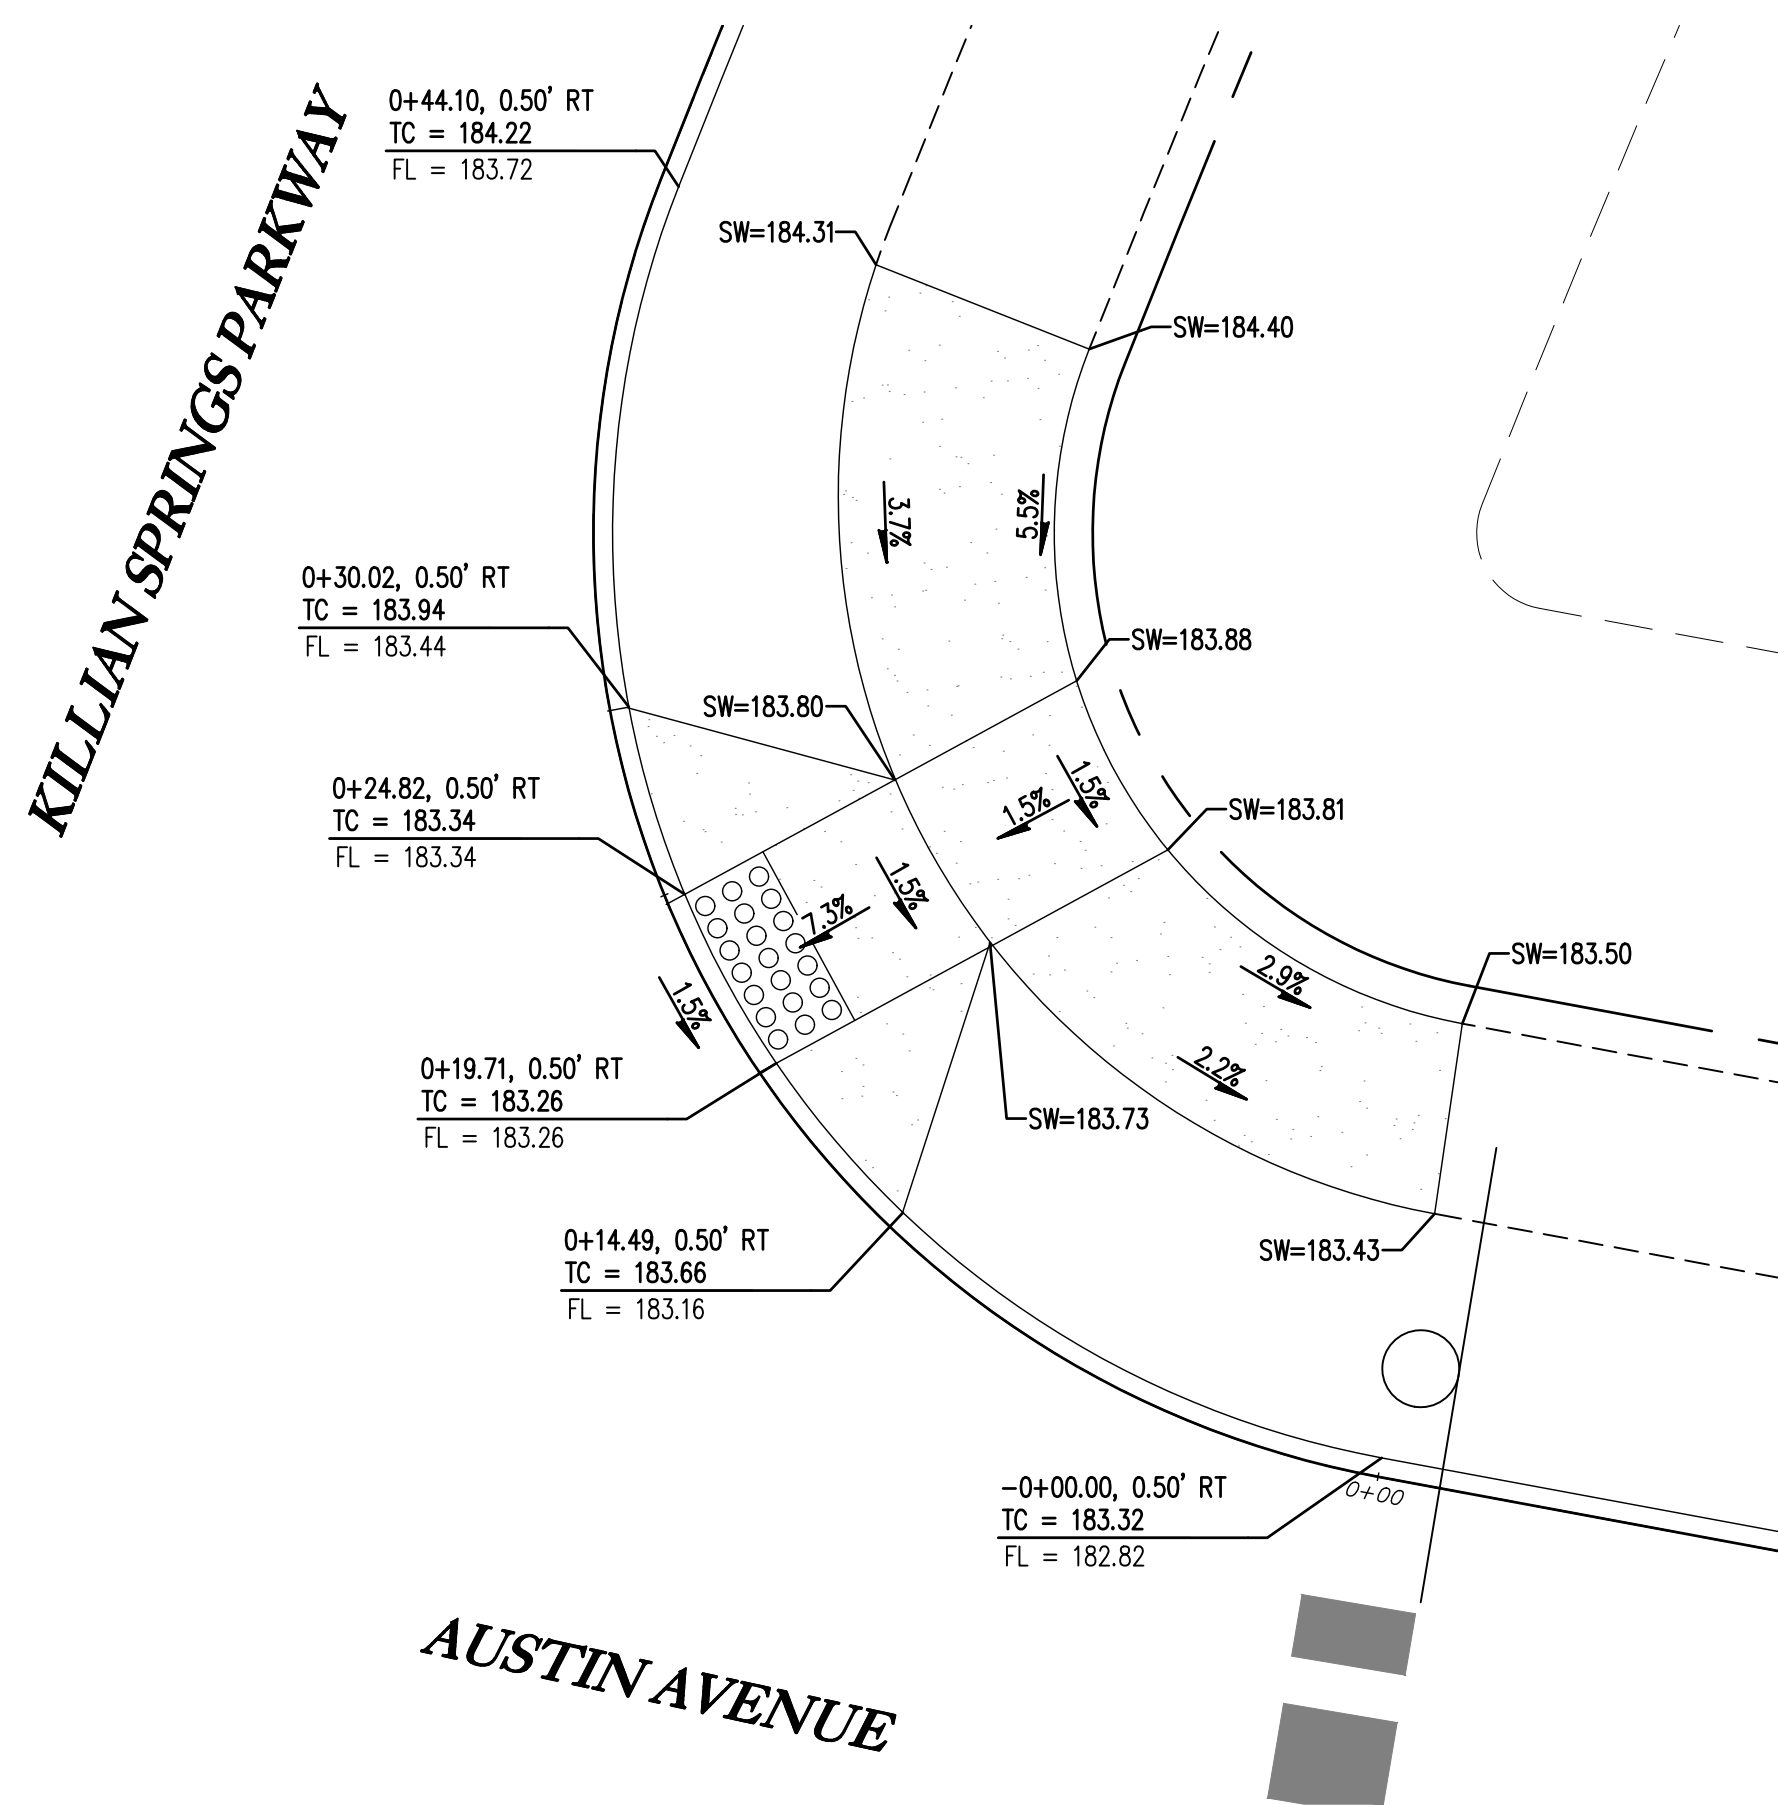 KILLIAN SPRINGS PARKWAY
0+44.10, 0.50' RT
TC = 184.22
FL = 183.72
SW=184.31
SW=184.40
3.7%
5.5%
0+30.02, 0.50' RT
TC = 183.94
FL = 183.44
SW=183.88
SW=183.80
1.5%
1.5%
SW=183.81
0+24.82, 0.50' RT
TC = 183.34
FL = 183.34
1.5%
7.3%
SW=183.50
2.9%
1.5%
2.2%
0+19.71, 0.50' RT
TC = 183.26
FL = 183.26
SW=183.73
0+14.49, 0.50' RT
TC = 183.66
FL = 183.16
SW=183.43
-0+00.00, 0.50' RT
TC = 183.32
FL = 182.82
0+00
AUSTIN AVENUE